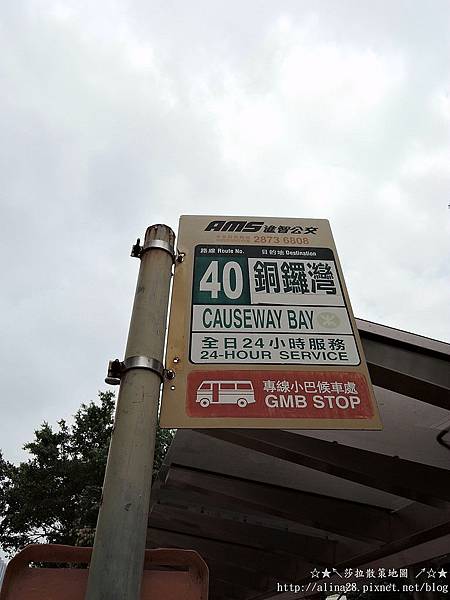 AMS 進智公交
2873 6808
路線 Route No. 目的地 Destination
40 銅鑼灣
CAUSEWAY BAY
全日24小時服務
24-HOUR SERVICE
專線小巴候車處
GMB STOP
☆★╲莎拉散策地圖 ↗☆★
http://alina28.pixnet.net/blog